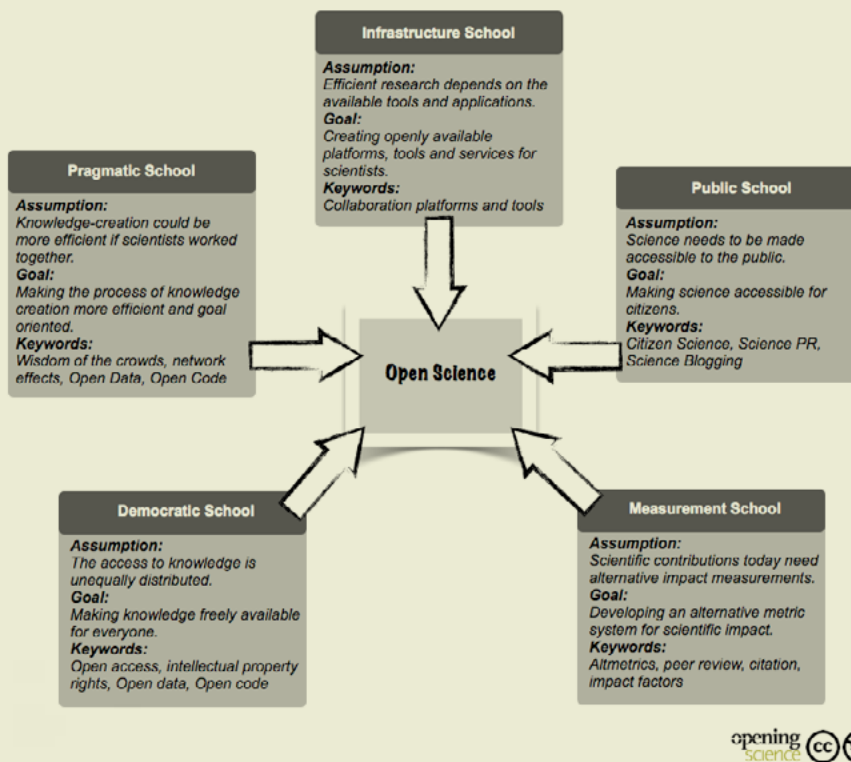 Infrastructure School
Assumption:
Efficient research depends on the
available tools and applications.
Goal:
Creating openly available
platforms, tools and services for
scientists.
Keywords:
Collaboration platforms and tools
Pragmatic School
Assumption:
Knowledge-creation could be
more efficient if scientists worked
together.
Goal:
Making the process of knowledge
creation more efficient and goal
oriented.
Keywords:
Wisdom of the crowds, network
effects, Open Data, Open Code
Public School
Assumption:
Science needs to be made
accessible to the public.
Goal:
Making science accessible for
citizens.
Keywords:
Citizen Science, Science PR,
Science Blogging
Open Science
Democratic School
Assumption:
The access to knowledge is
unequally distributed.
Goal:
Making knowledge freely available
for everyone.
Keywords:
Open access, intellectual property
rights, Open data, Open code
Measurement School
Assumption:
Scientific contributions today need
alternative impact measurements.
Goal:
Developing an alternative metric
system for scientific impact.
Keywords:
Altmetrics, peer review, citation,
impact factors
opening
science
cc